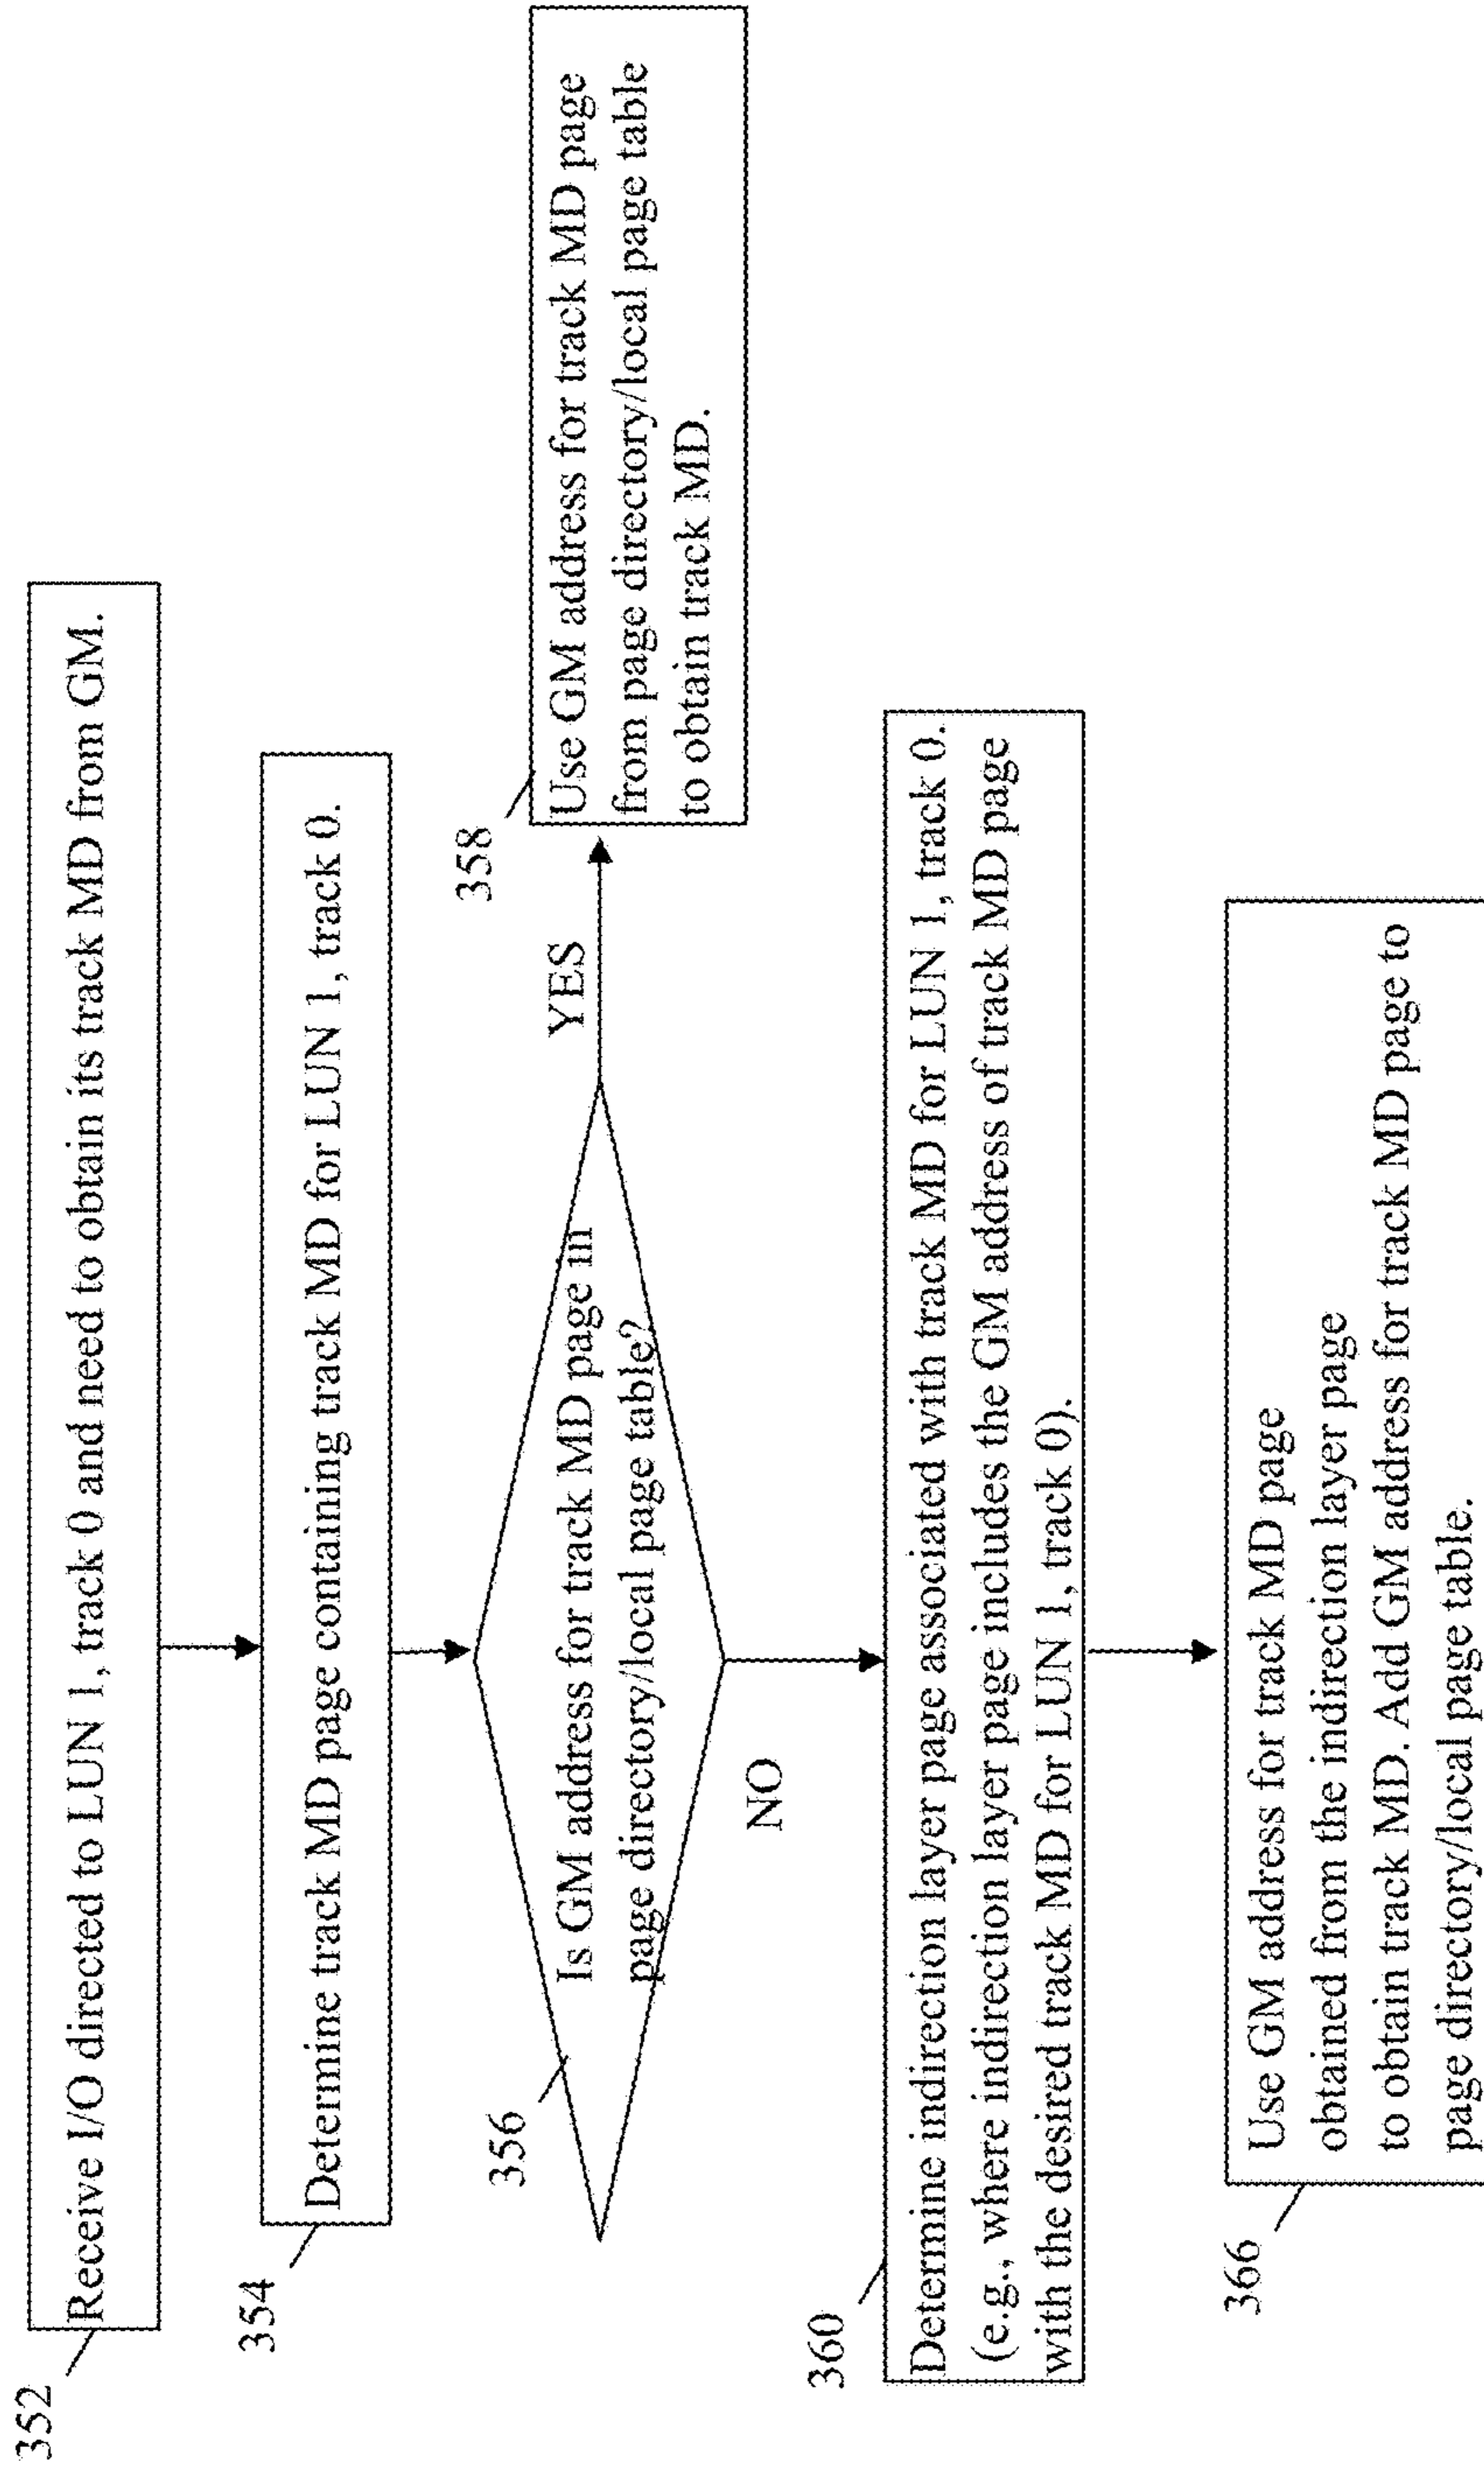 352
Receive I/O directed to LUN 1, track 0 and need to obtain its track MD from GM.
354
Determine track MD page containing track MD for LUN 1, track 0.
356
Is GM address for track MD page in
page directory/local page table?
YES
358
Use GM address for track MD page
from page directory/local page table
to obtain track MD.
NO
360
Determine indirection layer page associated with track MD for LUN 1, track 0.
(e.g., where indirection layer page includes the GM address of track MD page
with the desired track MD for LUN 1, track 0).
366
Use GM address for track MD page
obtained from the indirection layer page
to obtain track MD. Add GM address for track MD page to
page directory/local page table.